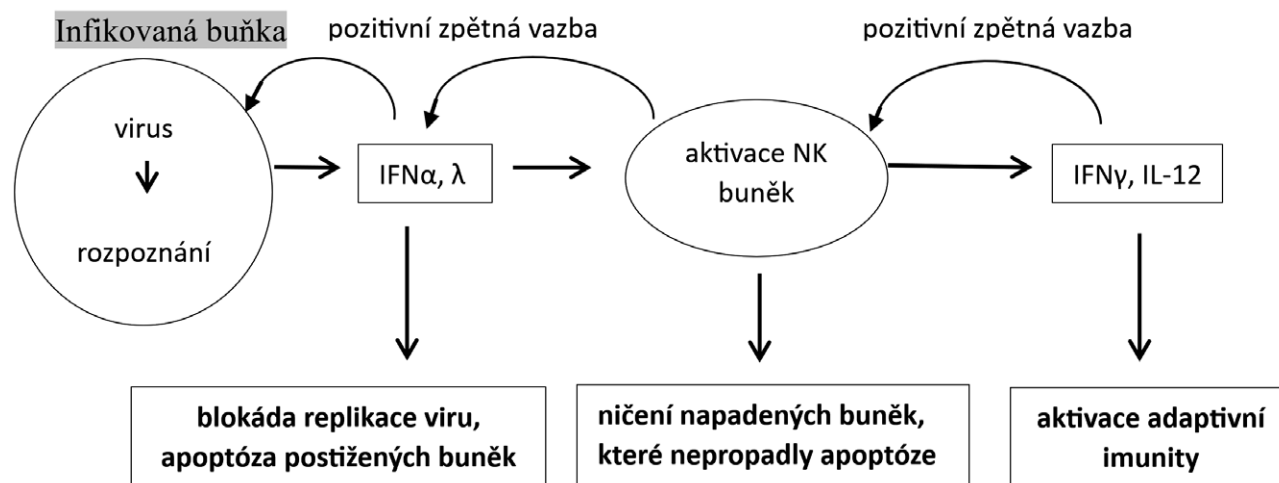 Infikovaná buňka
pozitivní zpětná vazba
pozitivní zpětná vazba
virus
rozpoznání
IFNα, λ
aktivace NK
buněk
IFNγ, IL-12
blokáda replikace viru,
apoptóza postižených buněk
ničení napadených buněk,
které nepropadly apoptóze
aktivace adaptivní
imunity